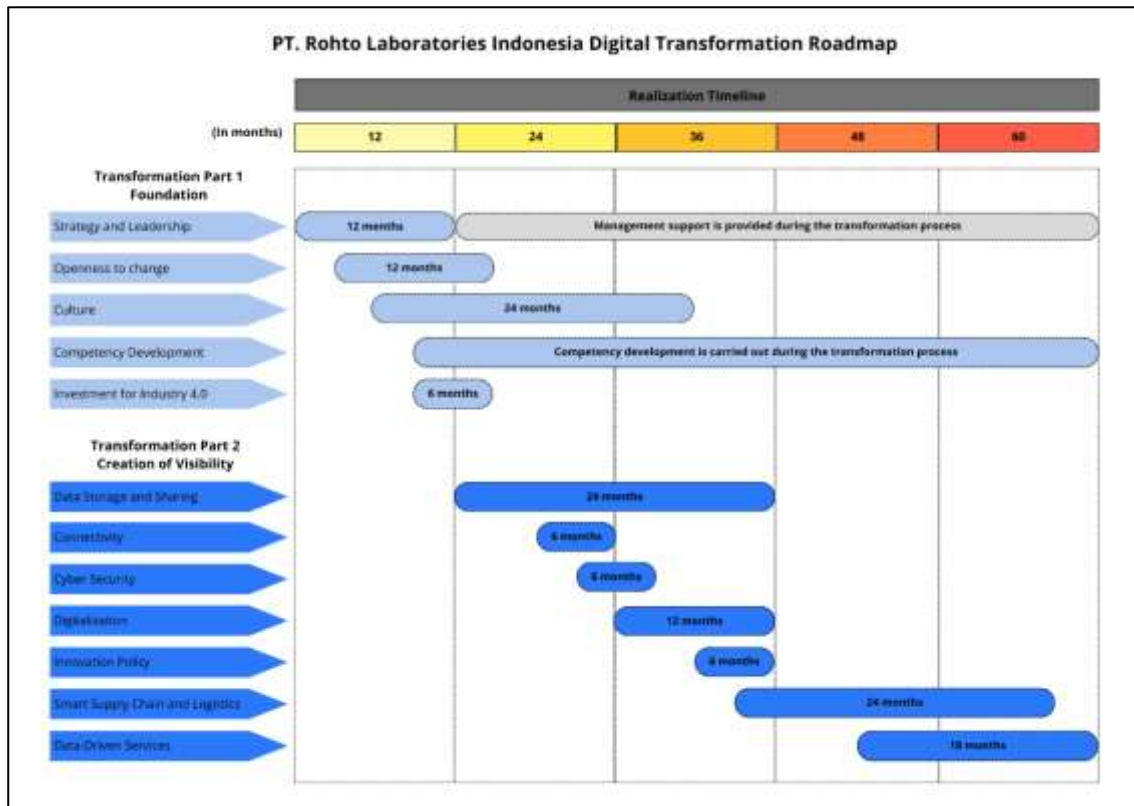 PT. Rohto Laboratories Indonesia Digital Transformation Roadmap
Realization Timeline
(In months)
12
24
36
48
60
Transformation Part 1
Foundation
Strategy and Leadership
12 months
Management support is provided during the transformation process
Openness to change
12 months
Culture
24 months
Competency Development
Competency development is carried out during the transformation process
Investment for Industry 4.0
6 months
Transformation Part 2
Creation of Visibility
Data Storage and Sharing
24 months
Connectivity
6 months
Cyber Security
6 months
Digitalization
12 months
Innovation Policy
6 months
Smart Supply Chain and Logistics
24 months
Data-Driven Services
18 months